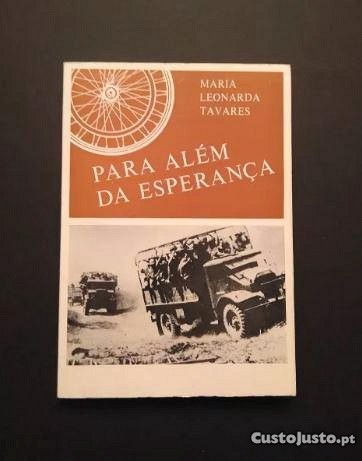 MARIA
LEONARDA
TAVARES
PARA ALÉM
DA ESPERANÇA
CustoJusto.pt